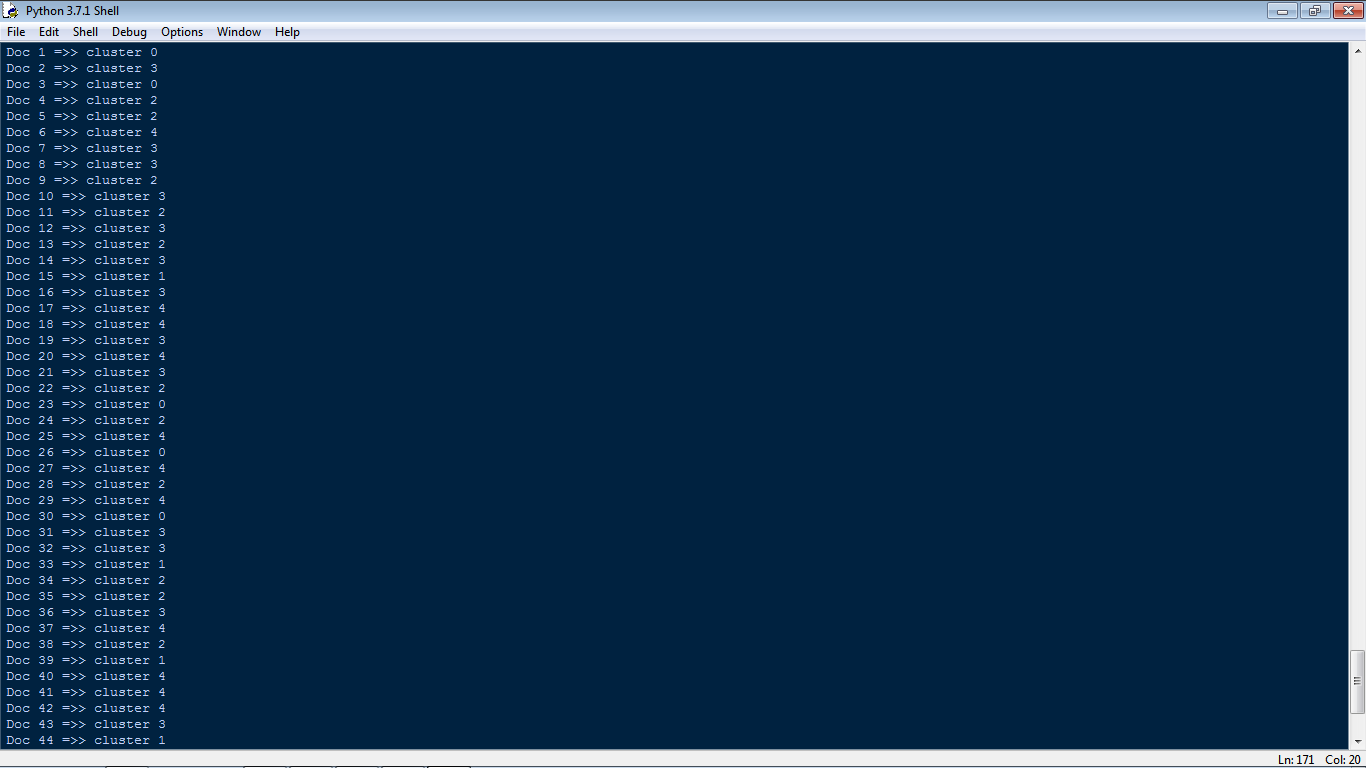 Python 3.7.1 Shell
File Edit Shell Debug Options Window Help
Doc 1 =>> cluster 0
Doc 2 =>> cluster 3
Doc 3 =>> cluster 0
Doc 4 =>> cluster 2
Doc 5 =>> cluster 2
Doc 6 =>> cluster 4
Doc 7 =>> cluster 3
Doc 8 =>> cluster 3
Doc 9 =>> cluster 2
Doc 10 =>> cluster 3
Doc 11 =>> cluster 2
Doc 12 =>> cluster 3
Doc 13 =>> cluster 2
Doc 14 =>> cluster 3
Doc 15 =>> cluster 1
Doc 16 =>> cluster 3
Doc 17 =>> cluster 4
Doc 18 =>> cluster 4
Doc 19 =>> cluster 3
Doc 20 =>> cluster 4
Doc 21 =>> cluster 3
Doc 22 =>> cluster 2
Doc 23 =>> cluster 0
Doc 24 =>> cluster 2
Doc 25 =>> cluster 4
Doc 26 =>> cluster 0
Doc 27 =>> cluster 4
Doc 28 =>> cluster 2
Doc 29 =>> cluster 4
Doc 30 =>> cluster 0
Doc 31 =>> cluster 3
Doc 32 =>> cluster 3
Doc 33 =>> cluster 1
Doc 34 =>> cluster 2
Doc 35 =>> cluster 2
Doc 36 =>> cluster 3
Doc 37 =>> cluster 4
Doc 38 =>> cluster 2
Doc 39 =>> cluster 1
Doc 40 =>> cluster 4
Doc 41 =>> cluster 4
Doc 42 =>> cluster 4
Doc 43 =>> cluster 3
Doc 44 =>> cluster 1
Ln: 171 Col: 20